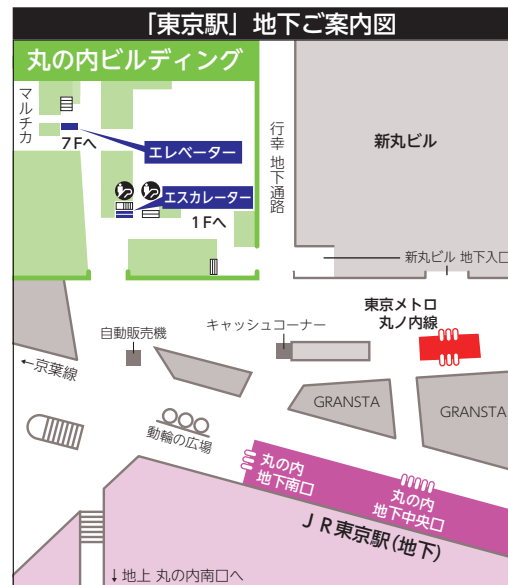 「東京駅」地下ご案内図
丸の内ビルディング
マルチカ
7Fへ
エレベーター
エスカレーター
1Fへ
行幸 地下通路
新丸ビル
新丸ビル 地下入口
東京メトロ
丸ノ内線
自動販売機
キャッシュコーナー
←京葉線
GRANSTA
GRANSTA
動輪の広場
丸の内
地下南口
丸の内
地下中央口
JR東京駅(地下)
↓地上 丸の内南口へ